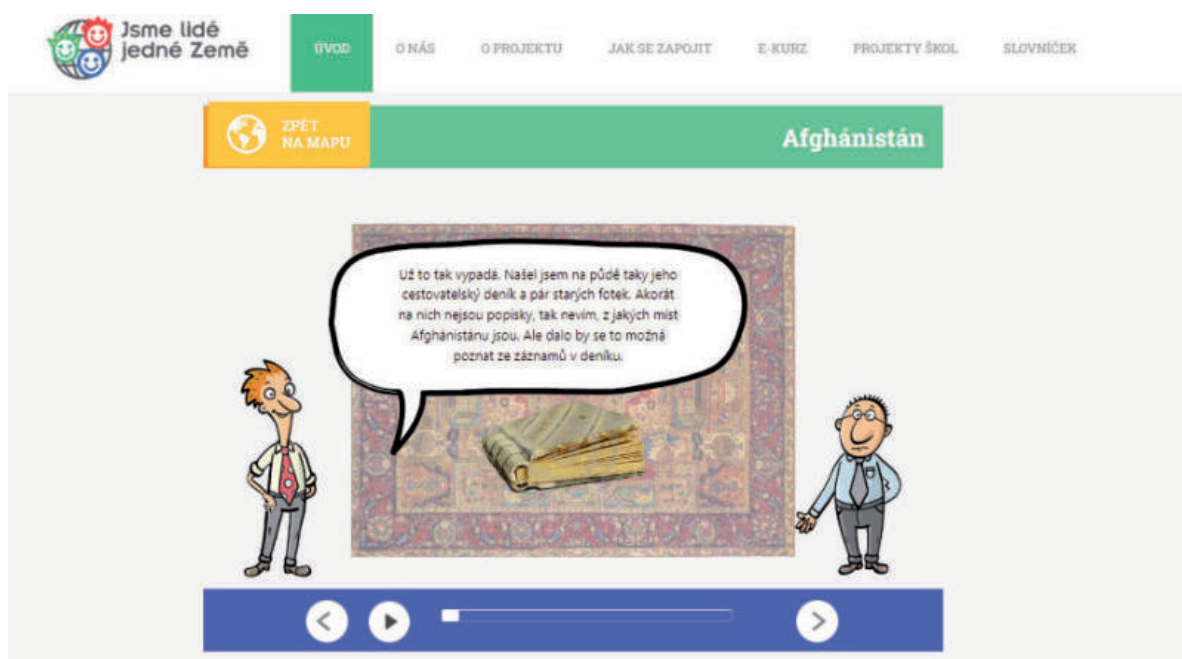 Jsme lidé
jedné Země
ÚVOD O NÁS O PROJEKTU JAK SE ZAPOJIT E-KURZ PROJEKTY ŠKOL SLOVNÍČEK
ZPĚT
NA MAPU
Afghánistán
Už to tak vypadá. Našel jsem na půdě taky jeho
cestovatelský deník a pár starých fotek. Akorát
na nich nejsou popisky, tak nevím, z jakých míst
Afghánistánu jsou. Ale dalo by se to možná
poznat ze záznamů v deníku.